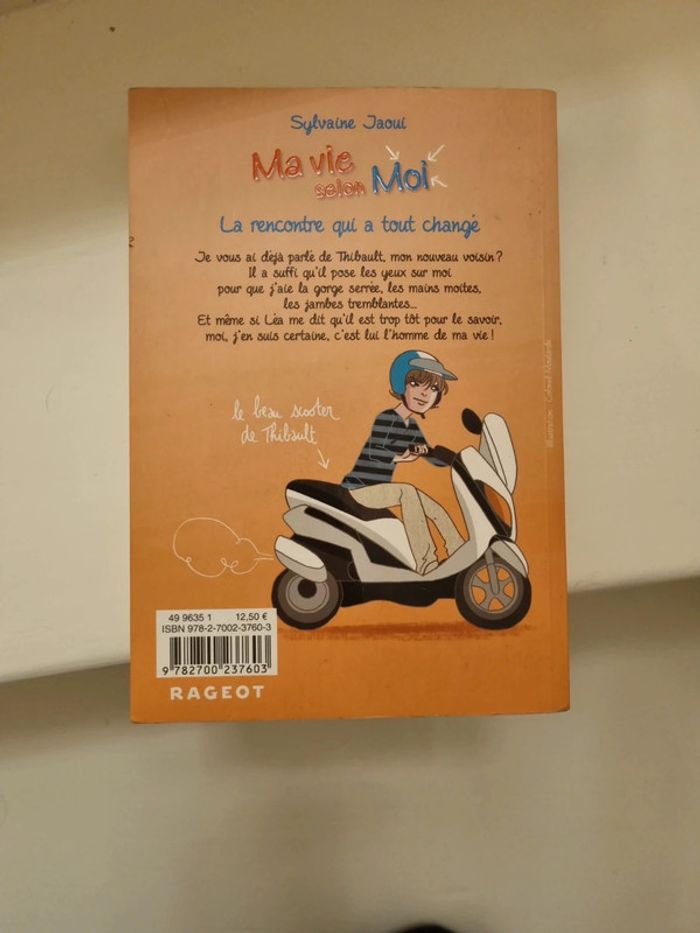 Sylvaine Jaoui
Ma vie
selon Moi
La rencontre qui a tout changé
Je vous ai déjà parlé de Thibault, mon nouveau voisin ?
Il a suffi qu'il pose les yeux sur moi
pour que j'aie la gorge serrée, les mains moites,
les jambes tremblantes...
Et même si Léa me dit qu'il est trop tôt pour le savoir,
moi, j'en suis certaine, c'est lui l'homme de ma vie !
le beau scooter
de Thibault
49 9635 1 12,50 €
ISBN 978-2-7002-3760-3
9 782700 237603
RAGEOT